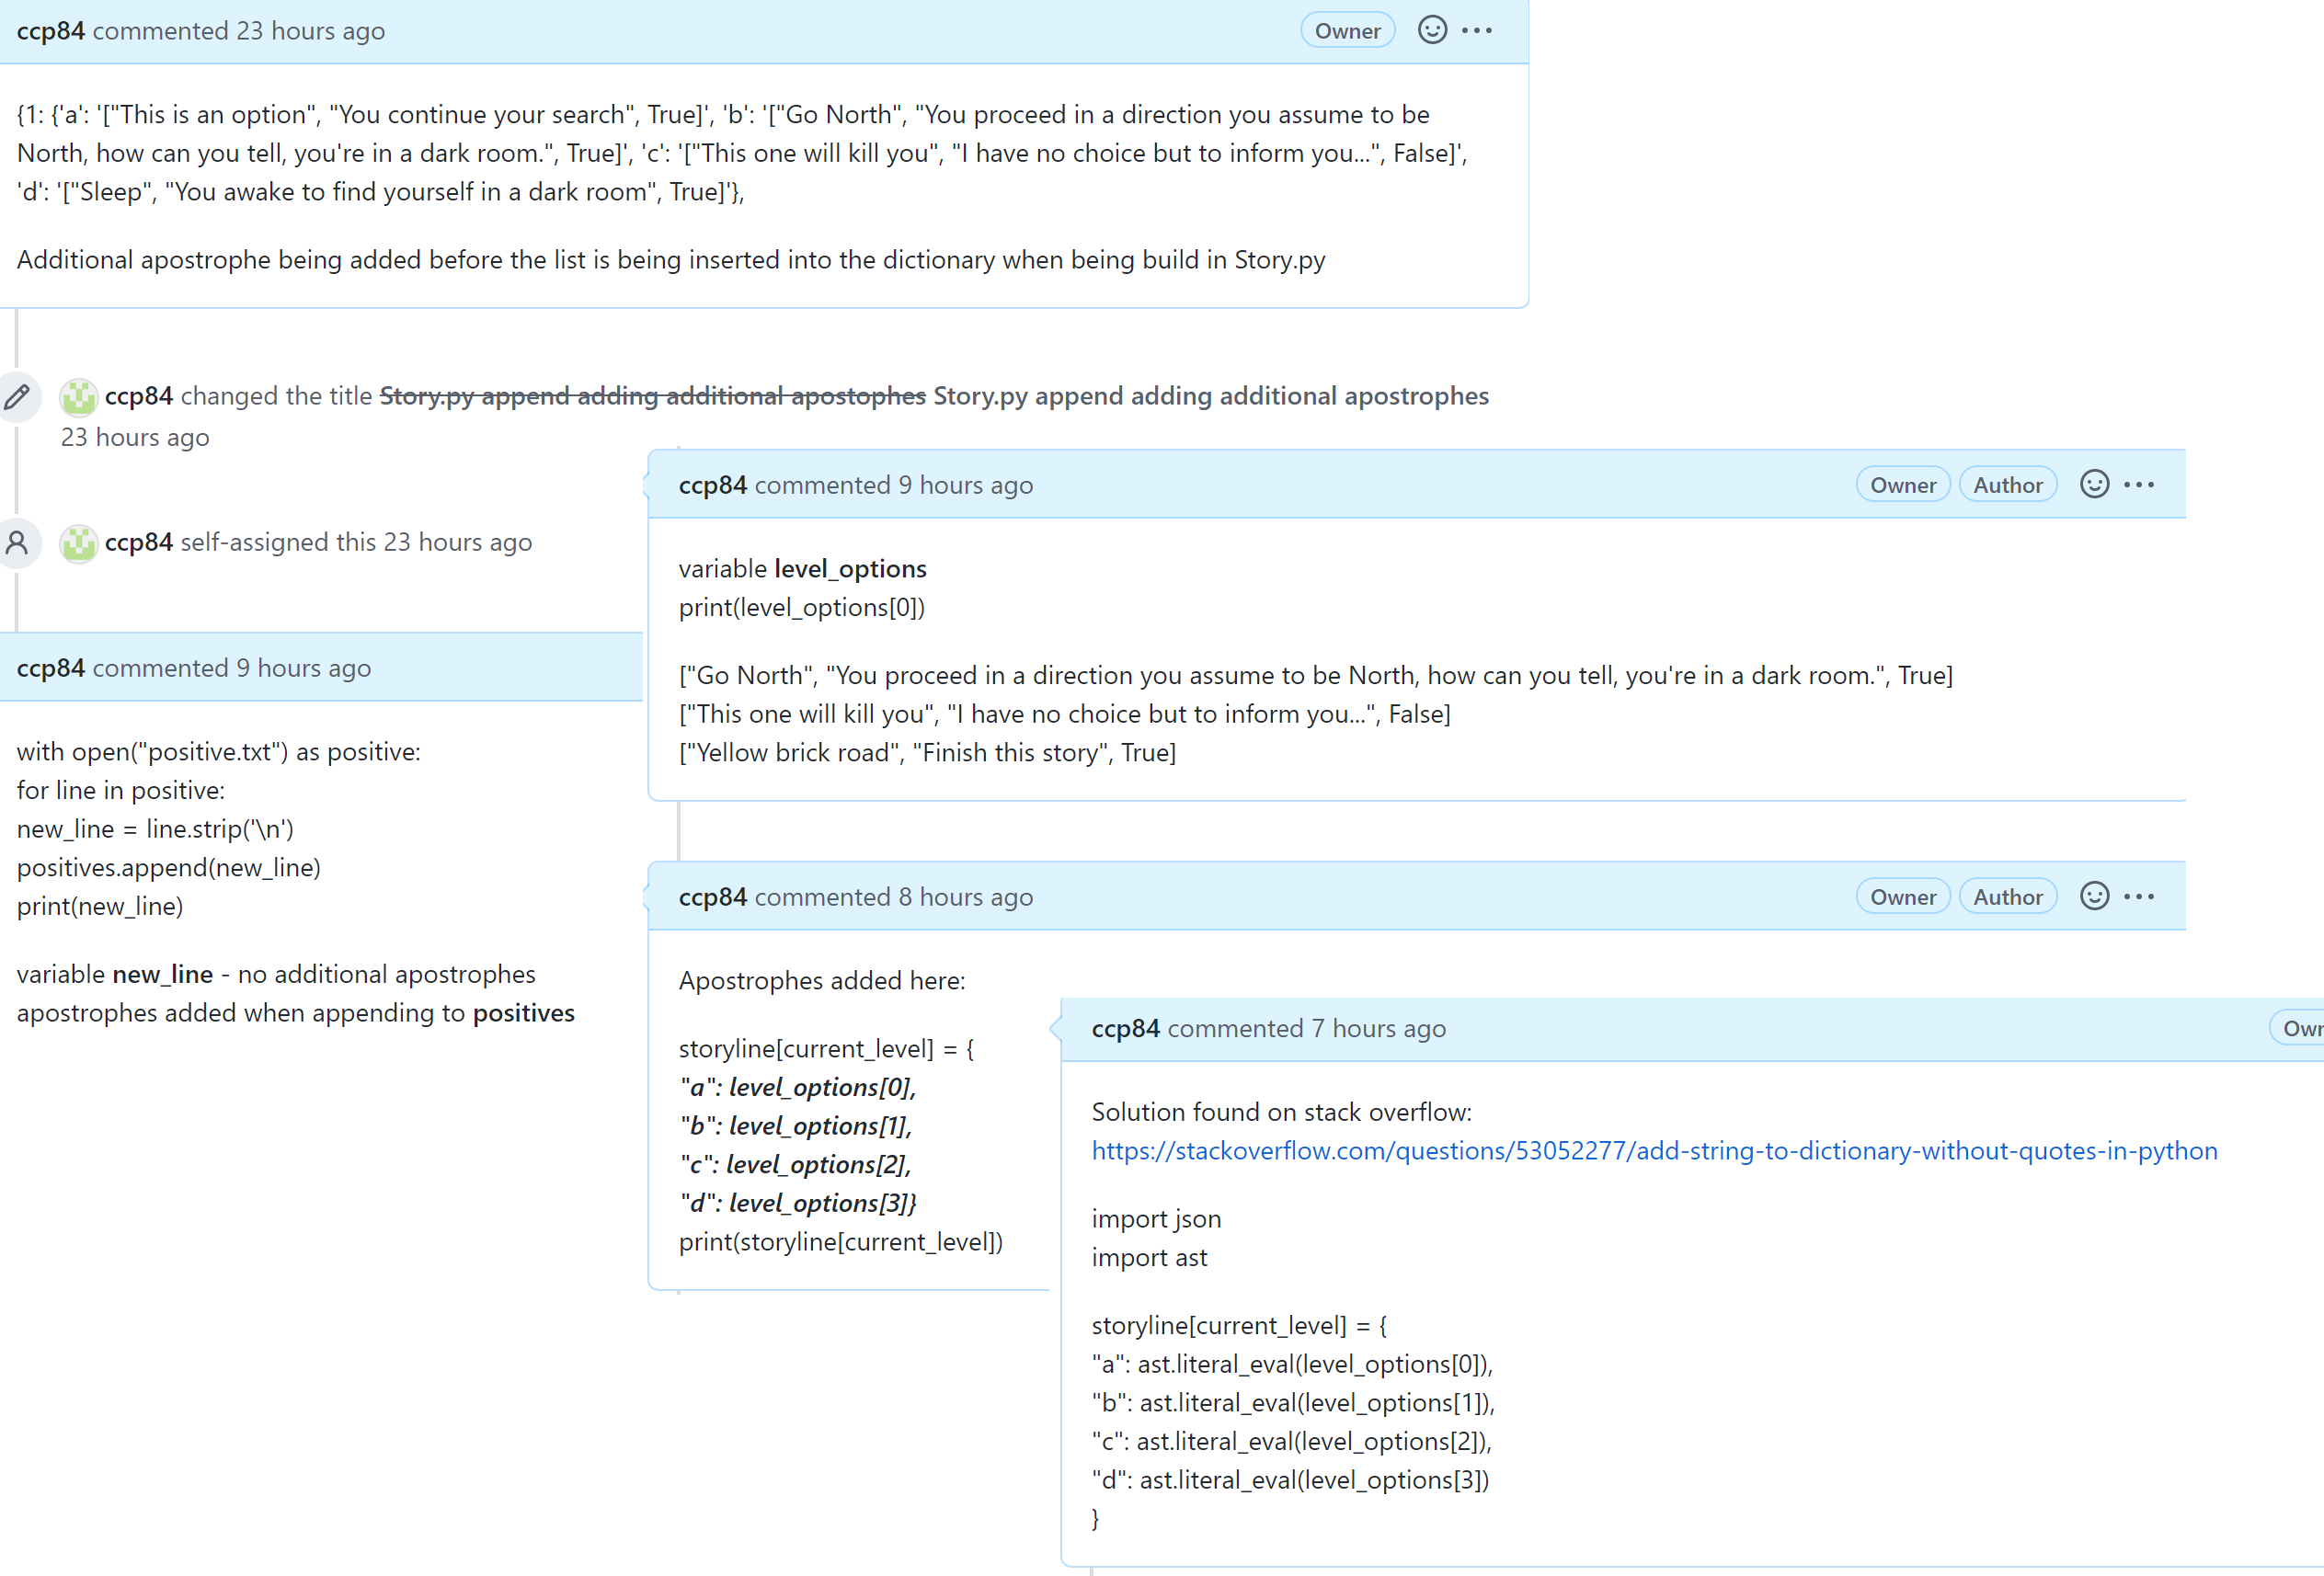 ccp84 commented 23 hours ago
Owner
{1: {'a': '["This is an option", "You continue your search", True]', 'b': '["Go North", "You proceed in a direction you assume to be
North, how can you tell, you're in a dark room.", True]', 'c': '["This one will kill you", "I have no choice but to inform you...", False]',
'd': '["Sleep", "You awake to find yourself in a dark room", True]'},
Additional apostrophe being added before the list is being inserted into the dictionary when being build in Story.py
ccp84 changed the title Story.py append adding additional apostophes Story.py append adding additional apostrophes
23 hours ago
ccp84 self-assigned this 23 hours ago
ccp84 commented 9 hours ago
with open("positive.txt") as positive:
for line in positive:
new_line = line.strip('\n')
positives.append(new_line)
print(new_line)
variable new_line - no additional apostrophes
apostrophes added when appending to positives
ccp84 commented 9 hours ago
Owner Author
variable level_options
print(level_options[0])
["Go North", "You proceed in a direction you assume to be North, how can you tell, you're in a dark room.", True]
["This one will kill you", "I have no choice but to inform you...", False]
["Yellow brick road", "Finish this story", True]
ccp84 commented 8 hours ago
Owner Author
Apostrophes added here:
storyline[current_level] = {
"a": level_options[0],
"b": level_options[1],
"c": level_options[2],
"d": level_options[3]}
print(storyline[current_level])
ccp84 commented 7 hours ago
Own
Solution found on stack overflow:
https://stackoverflow.com/questions/53052277/add-string-to-dictionary-without-quotes-in-python
import json
import ast
storyline[current_level] = {
"a": ast.literal_eval(level_options[0]),
"b": ast.literal_eval(level_options[1]),
"c": ast.literal_eval(level_options[2]),
"d": ast.literal_eval(level_options[3])
}